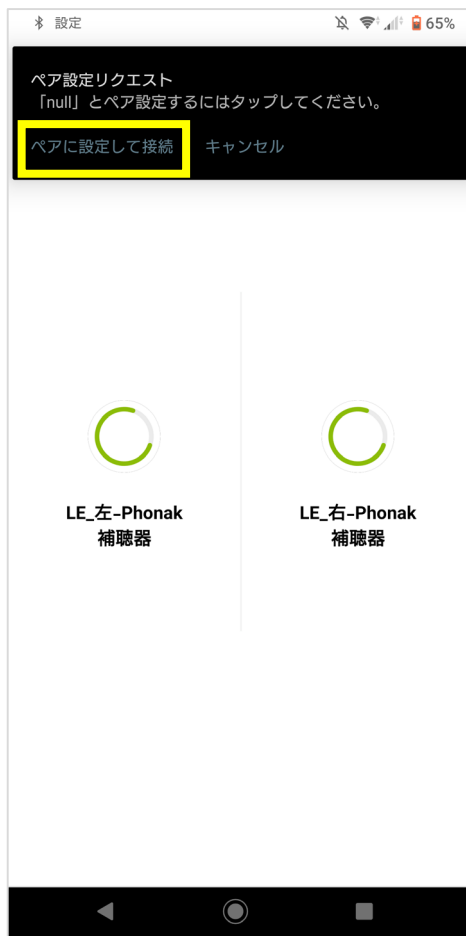 設定 65%
ペア設定リクエスト
「null」とペア設定するにはタップしてください。
ペアに設定して接続 キャンセル
LE_左-Phonak LE_右-Phonak
補聴器 補聴器